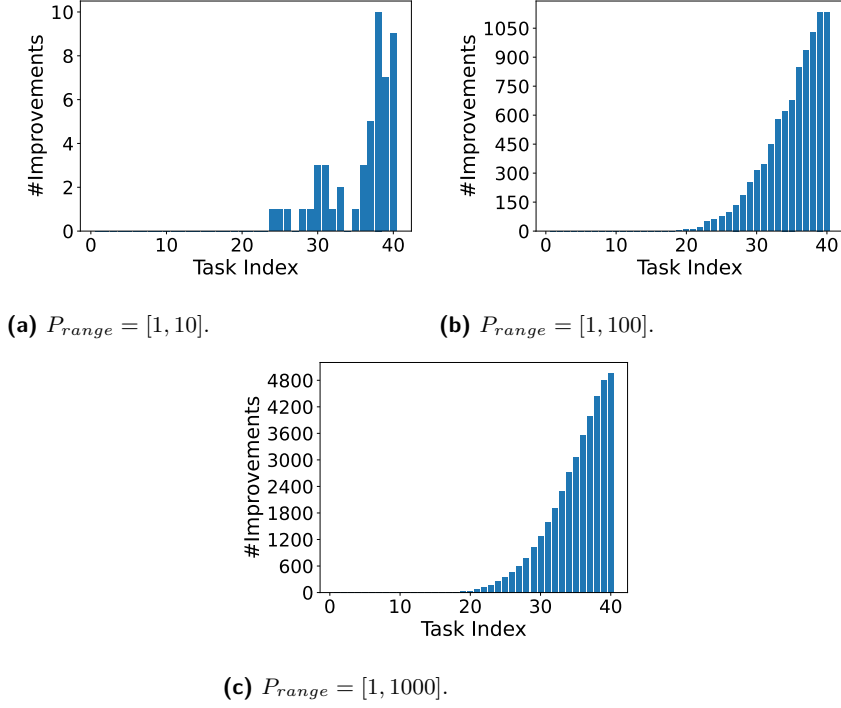 10
8
6
4
2
0
#Improvements
0 10 20 30 40
Task Index
(a) P_range = [1, 10].
1050
900
750
600
450
300
150
0
#Improvements
0 10 20 30 40
Task Index
(b) P_range = [1, 100].
4800
4200
3600
3000
2400
1800
1200
600
0
#Improvements
0 10 20 30 40
Task Index
(c) P_range = [1, 1000].